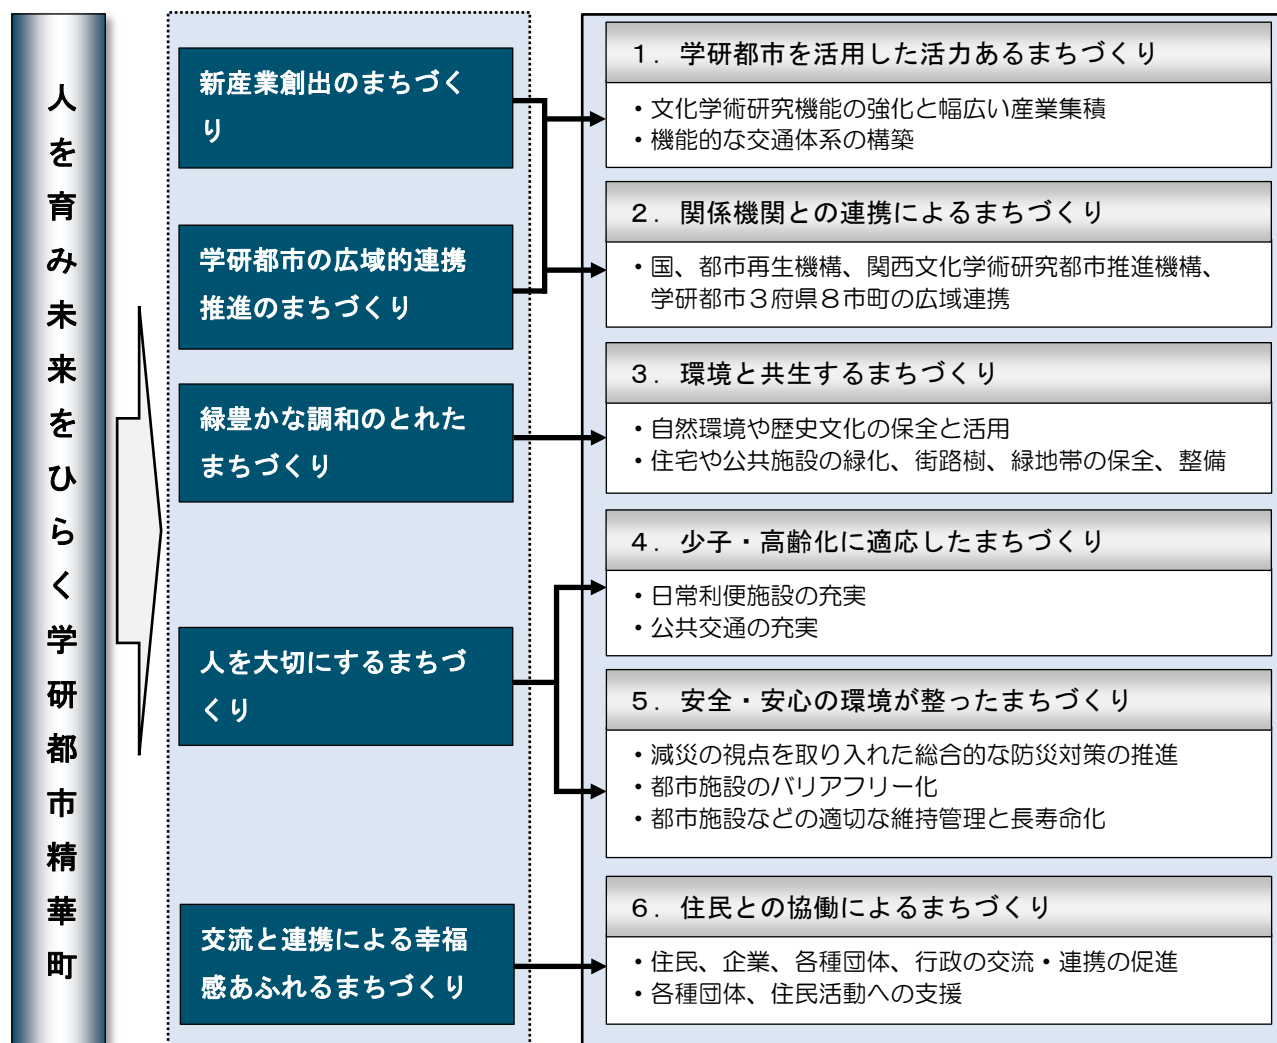 人を育み未来をひらく学研都市精華町
新産業創出のまちづく
り
学研都市の広域的連携
推進のまちづくり
緑豊かな調和のとれた
まちづくり
人を大切にするまちづ
くり
交流と連携による幸福
感あふれるまちづくり
１．学研都市を活用した活力あるまちづくり
・文化学術研究機能の強化と幅広い産業集積
・機能的な交通体系の構築
２．関係機関との連携によるまちづくり
・国、都市再生機構、関西文化学術研究都市推進機構、
学研都市３府県８市町の広域連携
３．環境と共生するまちづくり
・自然環境や歴史文化の保全と活用
・住宅や公共施設の緑化、街路樹、緑地帯の保全、整備
４．少子・高齢化に適応したまちづくり
・日常利便施設の充実
・公共交通の充実
５．安全・安心の環境が整ったまちづくり
・減災の視点を取り入れた総合的な防災対策の推進
・都市施設のバリアフリー化
・都市施設などの適切な維持管理と長寿命化
６．住民との協働によるまちづくり
・住民、企業、各種団体、行政の交流・連携の促進
・各種団体、住民活動への支援